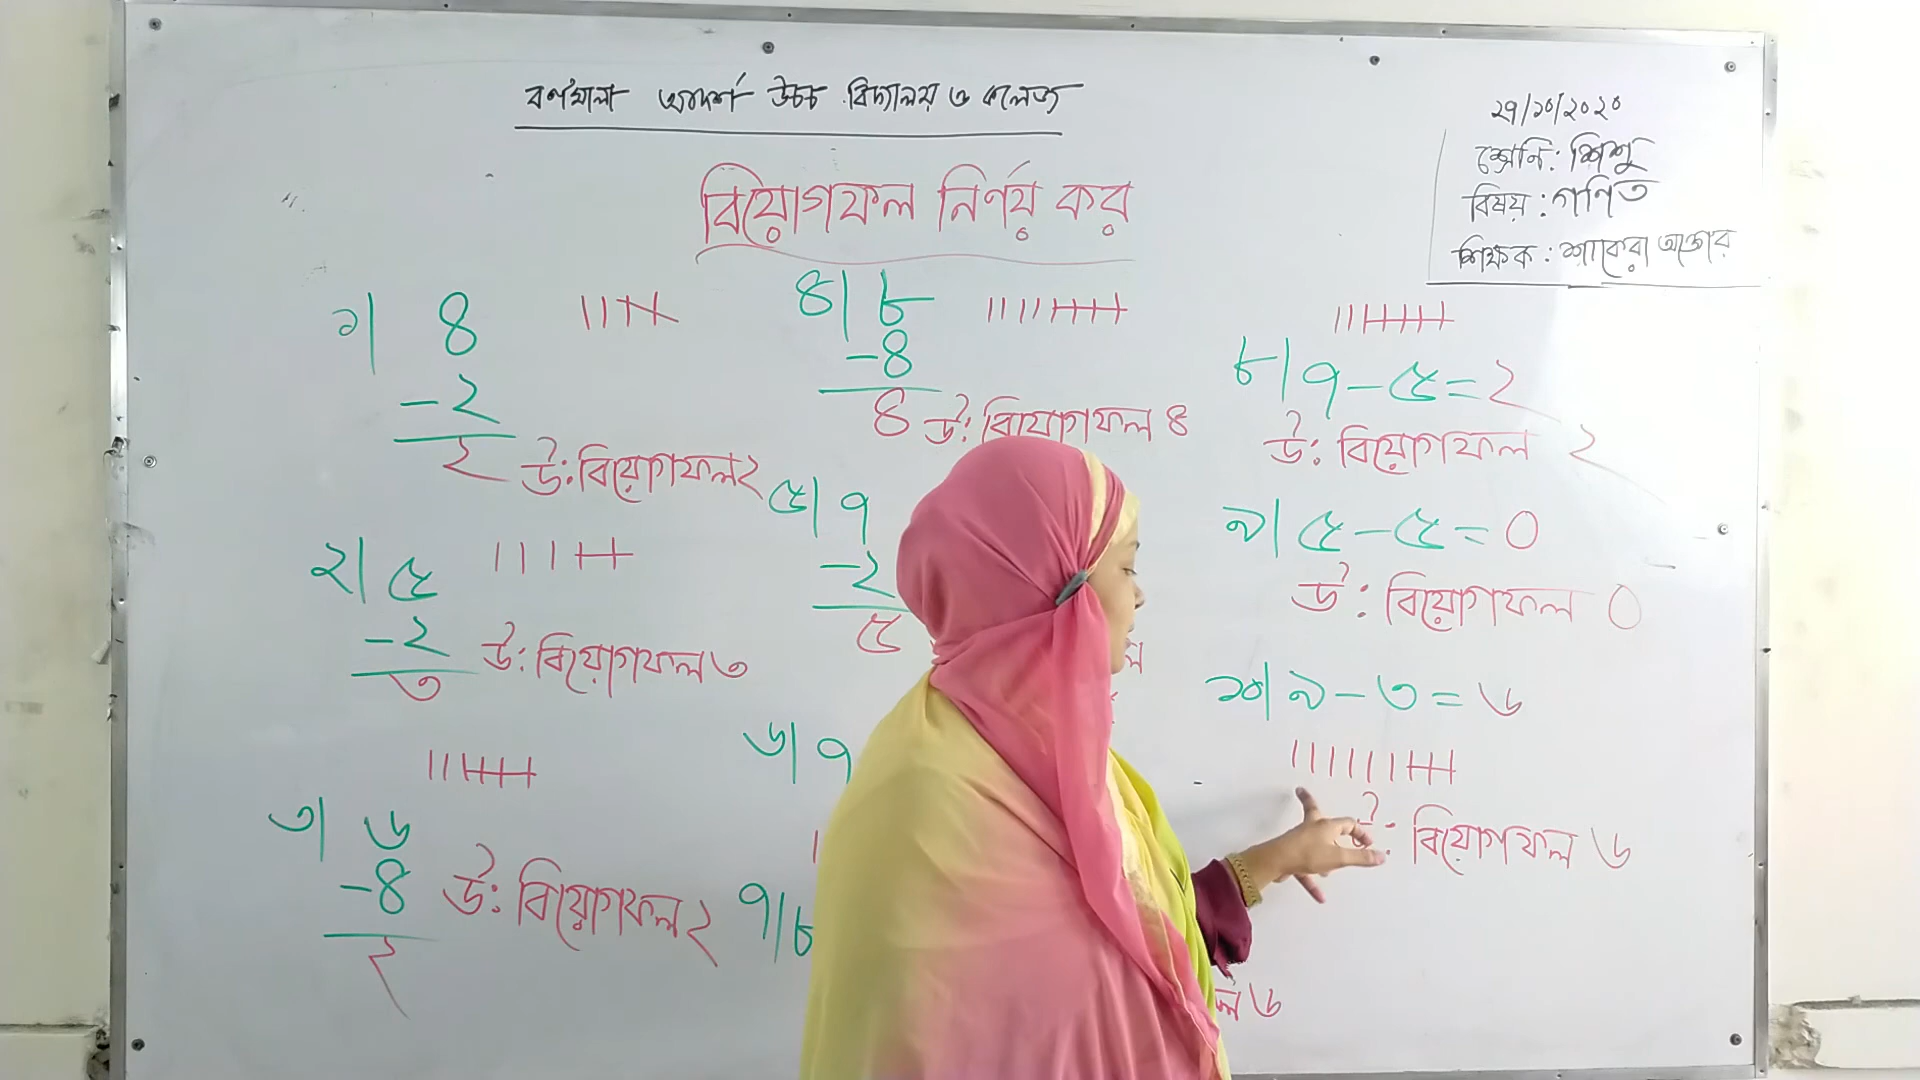 বর্ণমালা আদর্শ উচ্চ বিদ্যালয় ও কলেজ
২৭/১০/২০২০
শ্রেনি: শিশু
বিষয়: গণিত
শিক্ষক: শাকেরা আক্তার
বিয়োগফল নির্ণয় কর
১| ৪
-২
২ উ: বিয়োগফল ২
২| ৫
-২
৩ উ: বিয়োগফল ৩
৩| ৬
-৪
২ উ: বিয়োগফল ২
৪| ৮
-৪
৪ উ: বিয়োগফল ৪
৫| ৭
-২
৫
৬| ৭
৭| ৮
৬
৮| ৭-৫=২
উ: বিয়োগফল ২
৯| ৫-৫=০
উ: বিয়োগফল ০
১০| ৯-৩=৬
উ: বিয়োগফল ৬